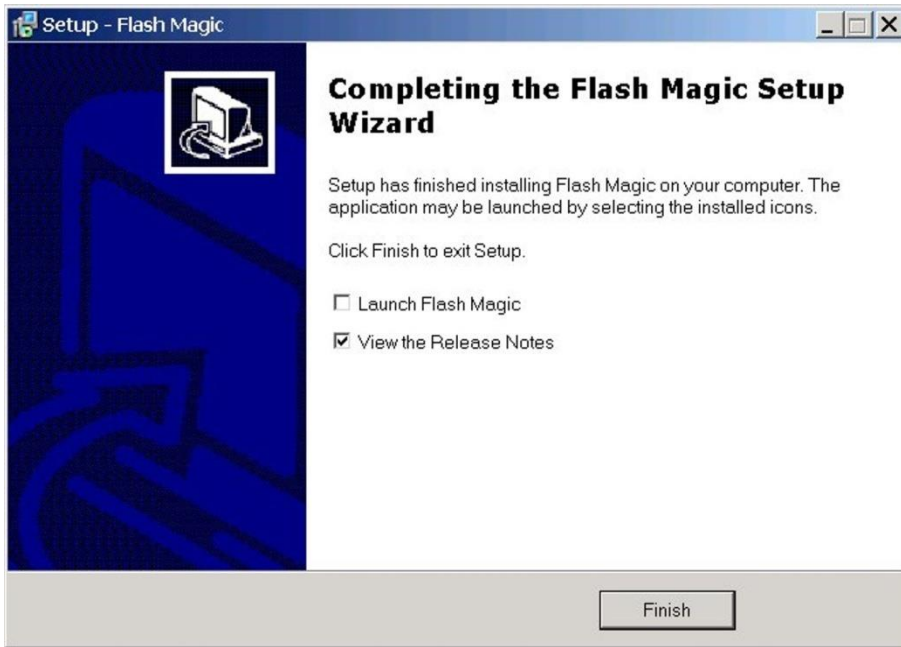 Setup - Flash Magic
Completing the Flash Magic Setup
Wizard
Setup has finished installing Flash Magic on your computer. The
application may be launched by selecting the installed icons.
Click Finish to exit Setup.
Launch Flash Magic
View the Release Notes
Finish